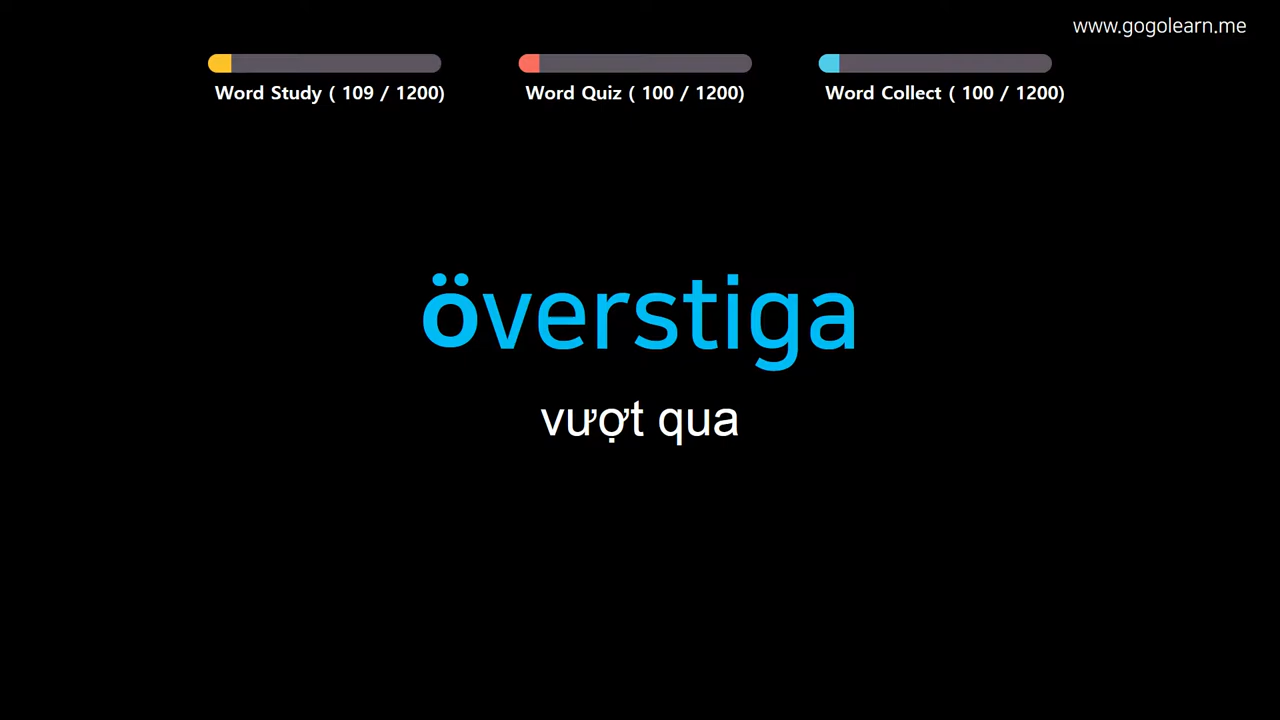 www.gogolearn.me
Word Study ( 109 / 1200)
Word Quiz ( 100 / 1200)
Word Collect ( 100 / 1200)
överstiga
vượt qua